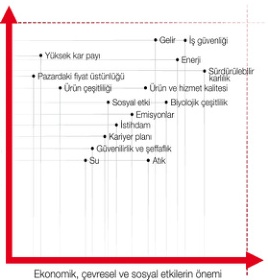 Gelir
İş güvenliği
Yüksek kar payı
Enerji
Sürdürülebilir
karlılık
Pazardaki fiyat üstünlüğü
Ürün çeşitliliği
Ürün ve hizmet kalitesi
Sosyal etki
Biyolojik çeşitlilik
Emisyonlar
İstihdam
Kariyer planı
Güvenilirlik ve şeffaflık
Su
Atık
Ekonomik, çevresel ve sosyal etkilerin önemi